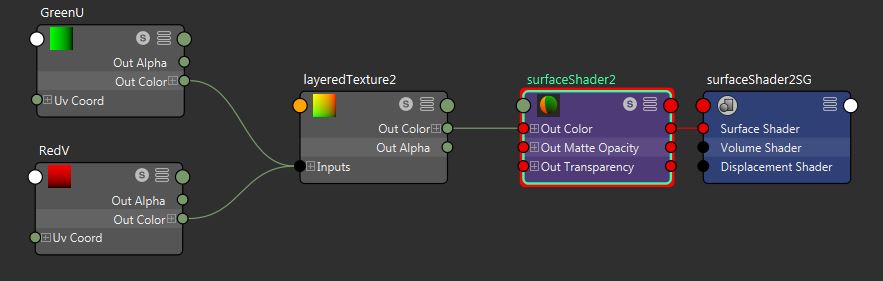 GreenU
S
Out Alpha
Out Color
Uv Coord
RedV
S
Out Alpha
Out Color
Uv Coord
layeredTexture2
Out Color
Out Alpha
Inputs
surfaceShader2
S
Out Color
Out Matte Opacity
Out Transparency
surfaceShader2SG
Surface Shader
Volume Shader
Displacement Shader